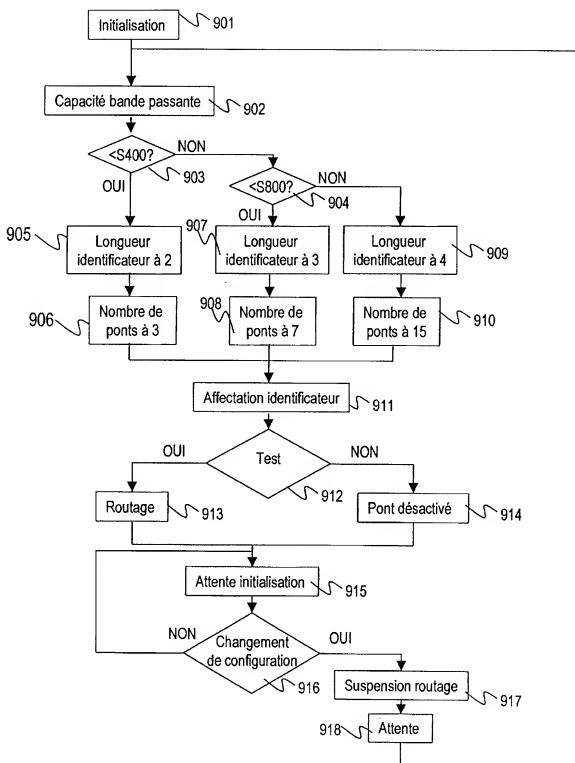 Initialisation
901
Capacité bande passante
902
<S400?
NON
903
OUI
<S800?
NON
904
OUI
905
Longueur
identificateur à 2
907
Longueur
identificateur à 3
Longueur
identificateur à 4
909
906
Nombre de
ponts à 3
908
Nombre de
ponts à 7
Nombre de
ponts à 15
910
Affectation identificateur
911
OUI
Test
NON
912
Routage
913
Pont désactivé
914
Attente initialisation
915
NON
Changement
de configuration
OUI
916
Suspension routage
917
918
Attente